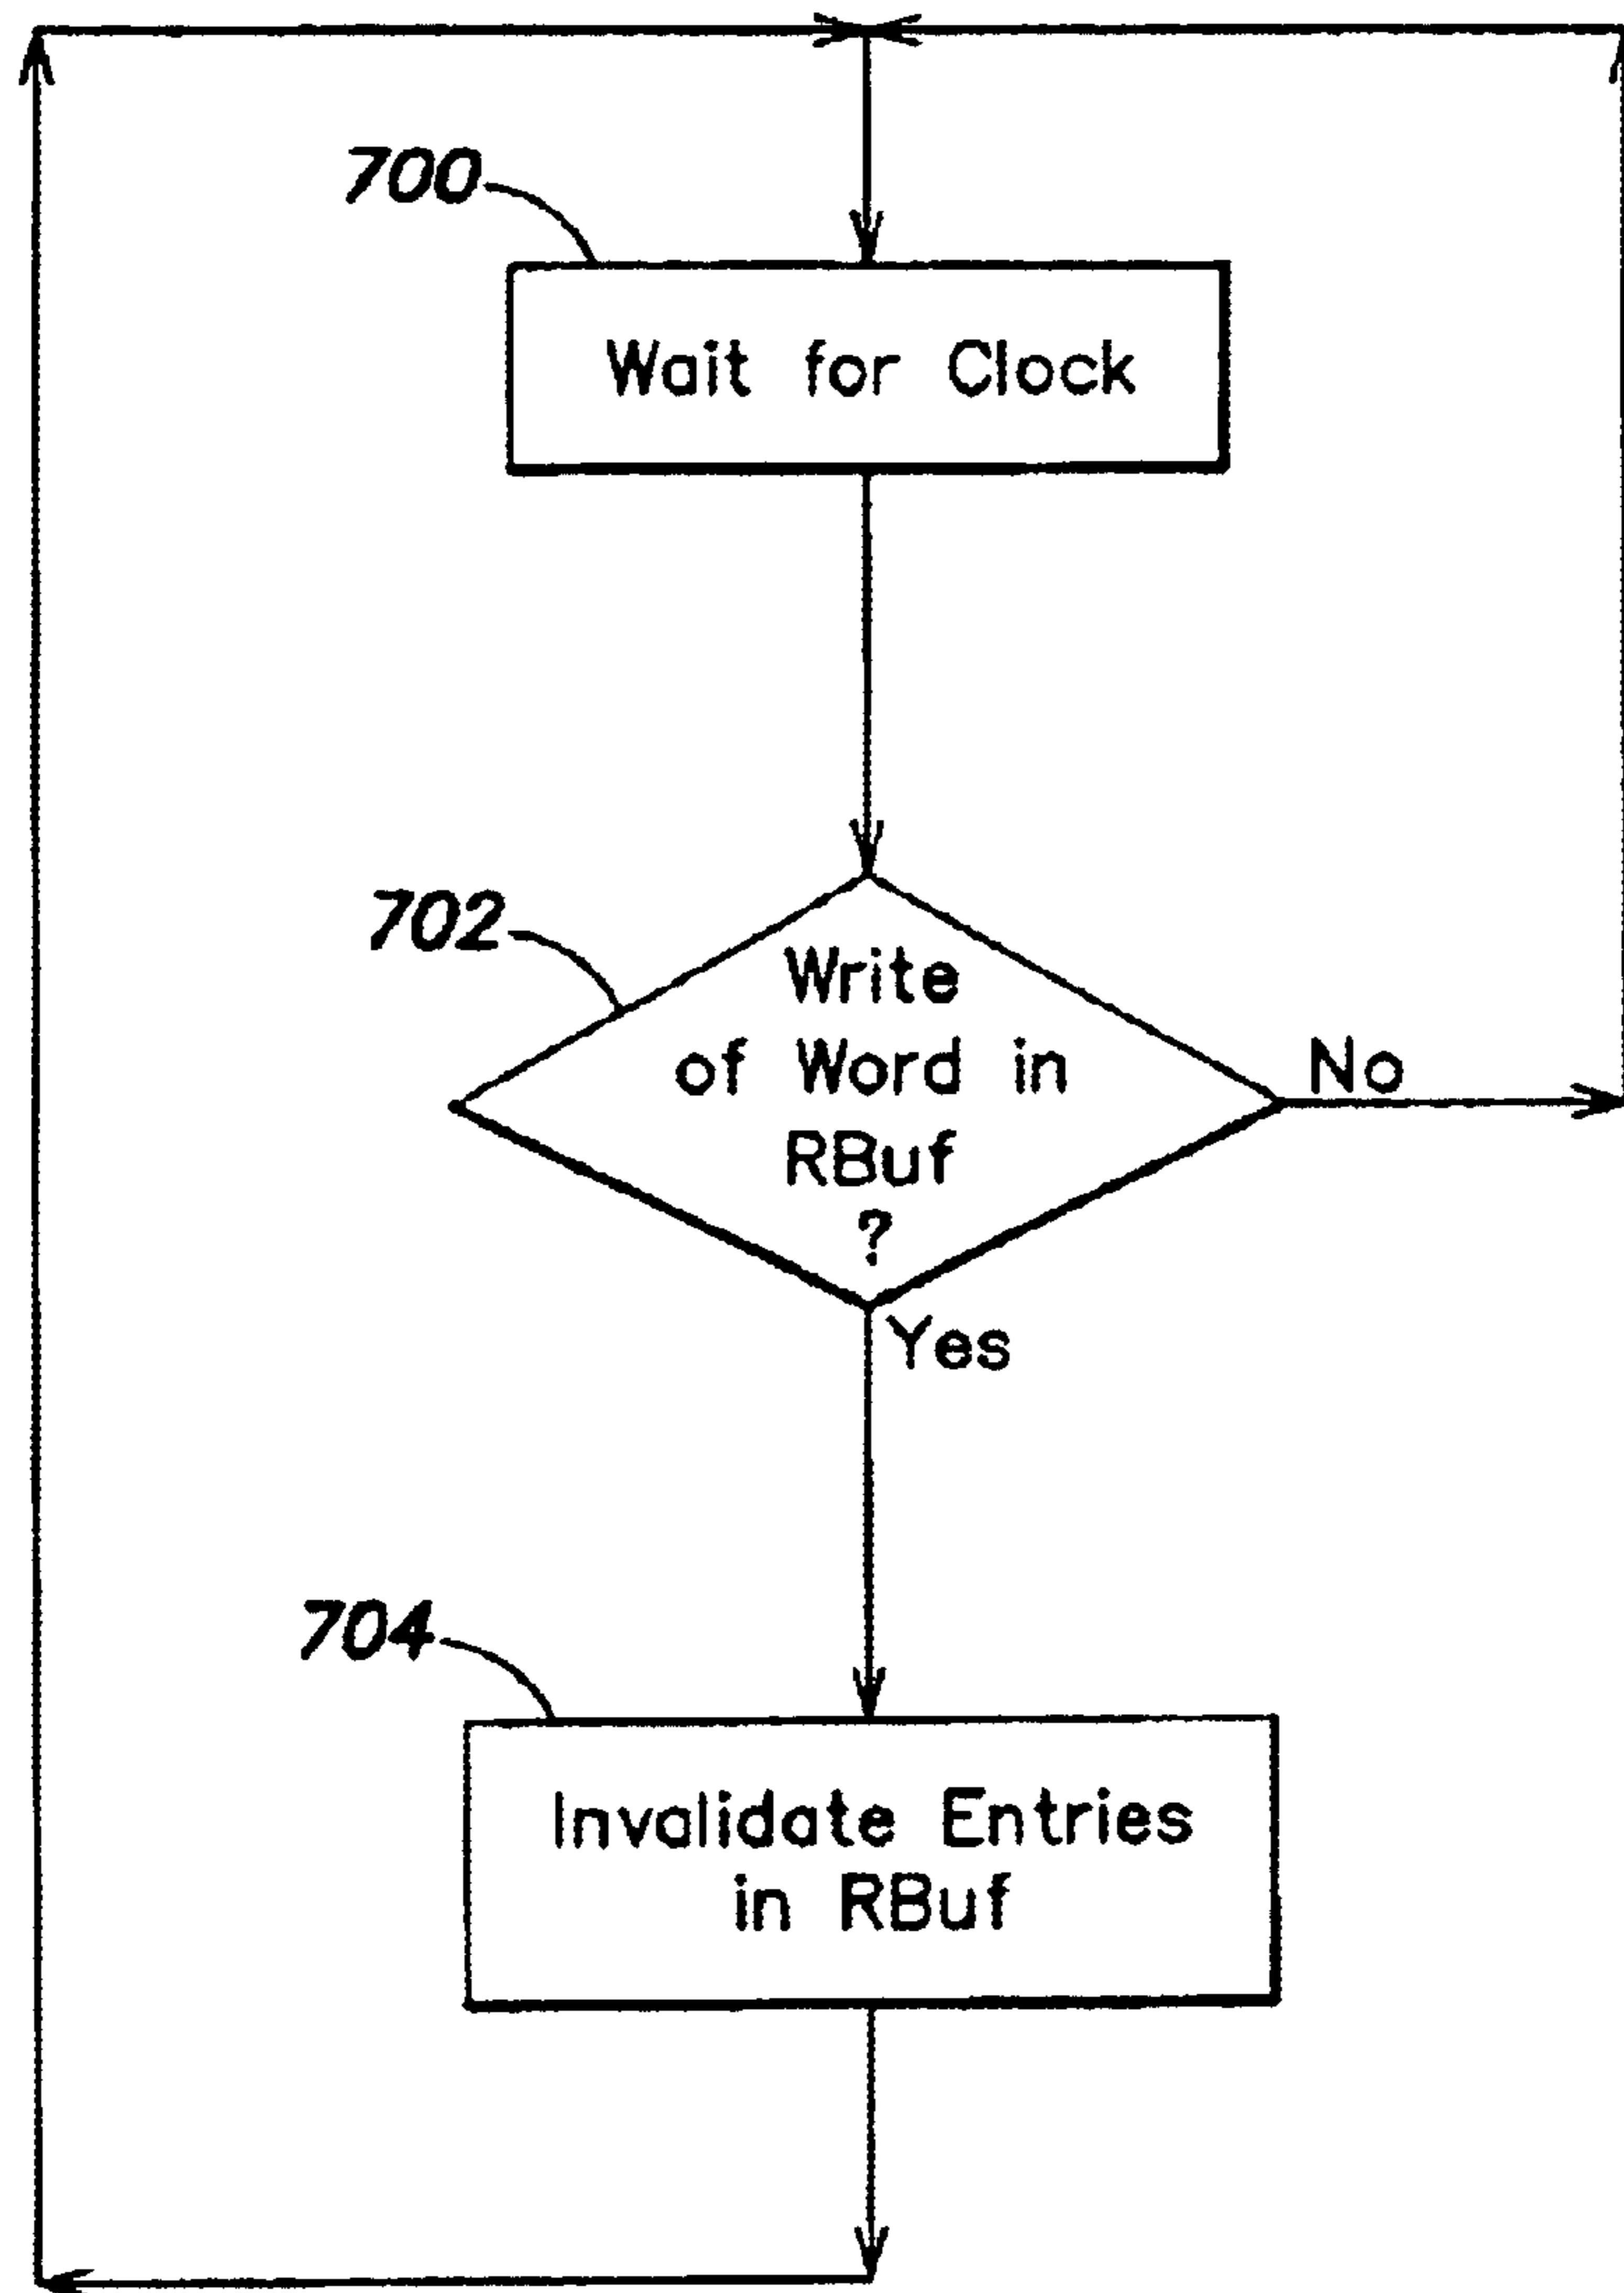 700
Wait for Clock
702
Write
of Word in
RBuf
?
No
Yes
704
Invalidate Entries
in RBuf